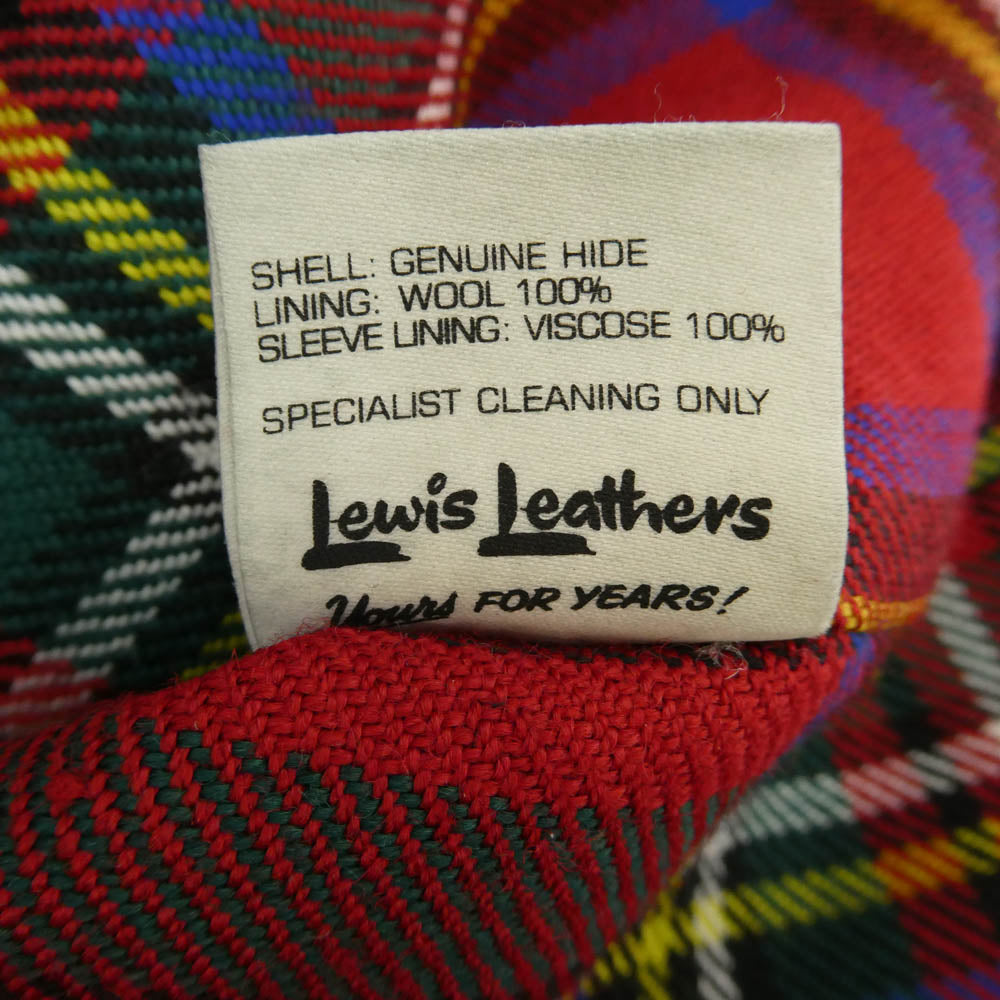 SHELL: GENUINE HIDE
LINING: WOOL 100%
SLEEVE LINING: VISCOSE 100%
SPECIALIST CLEANING ONLY
Lewis Leathers
Yours FOR YEARS!